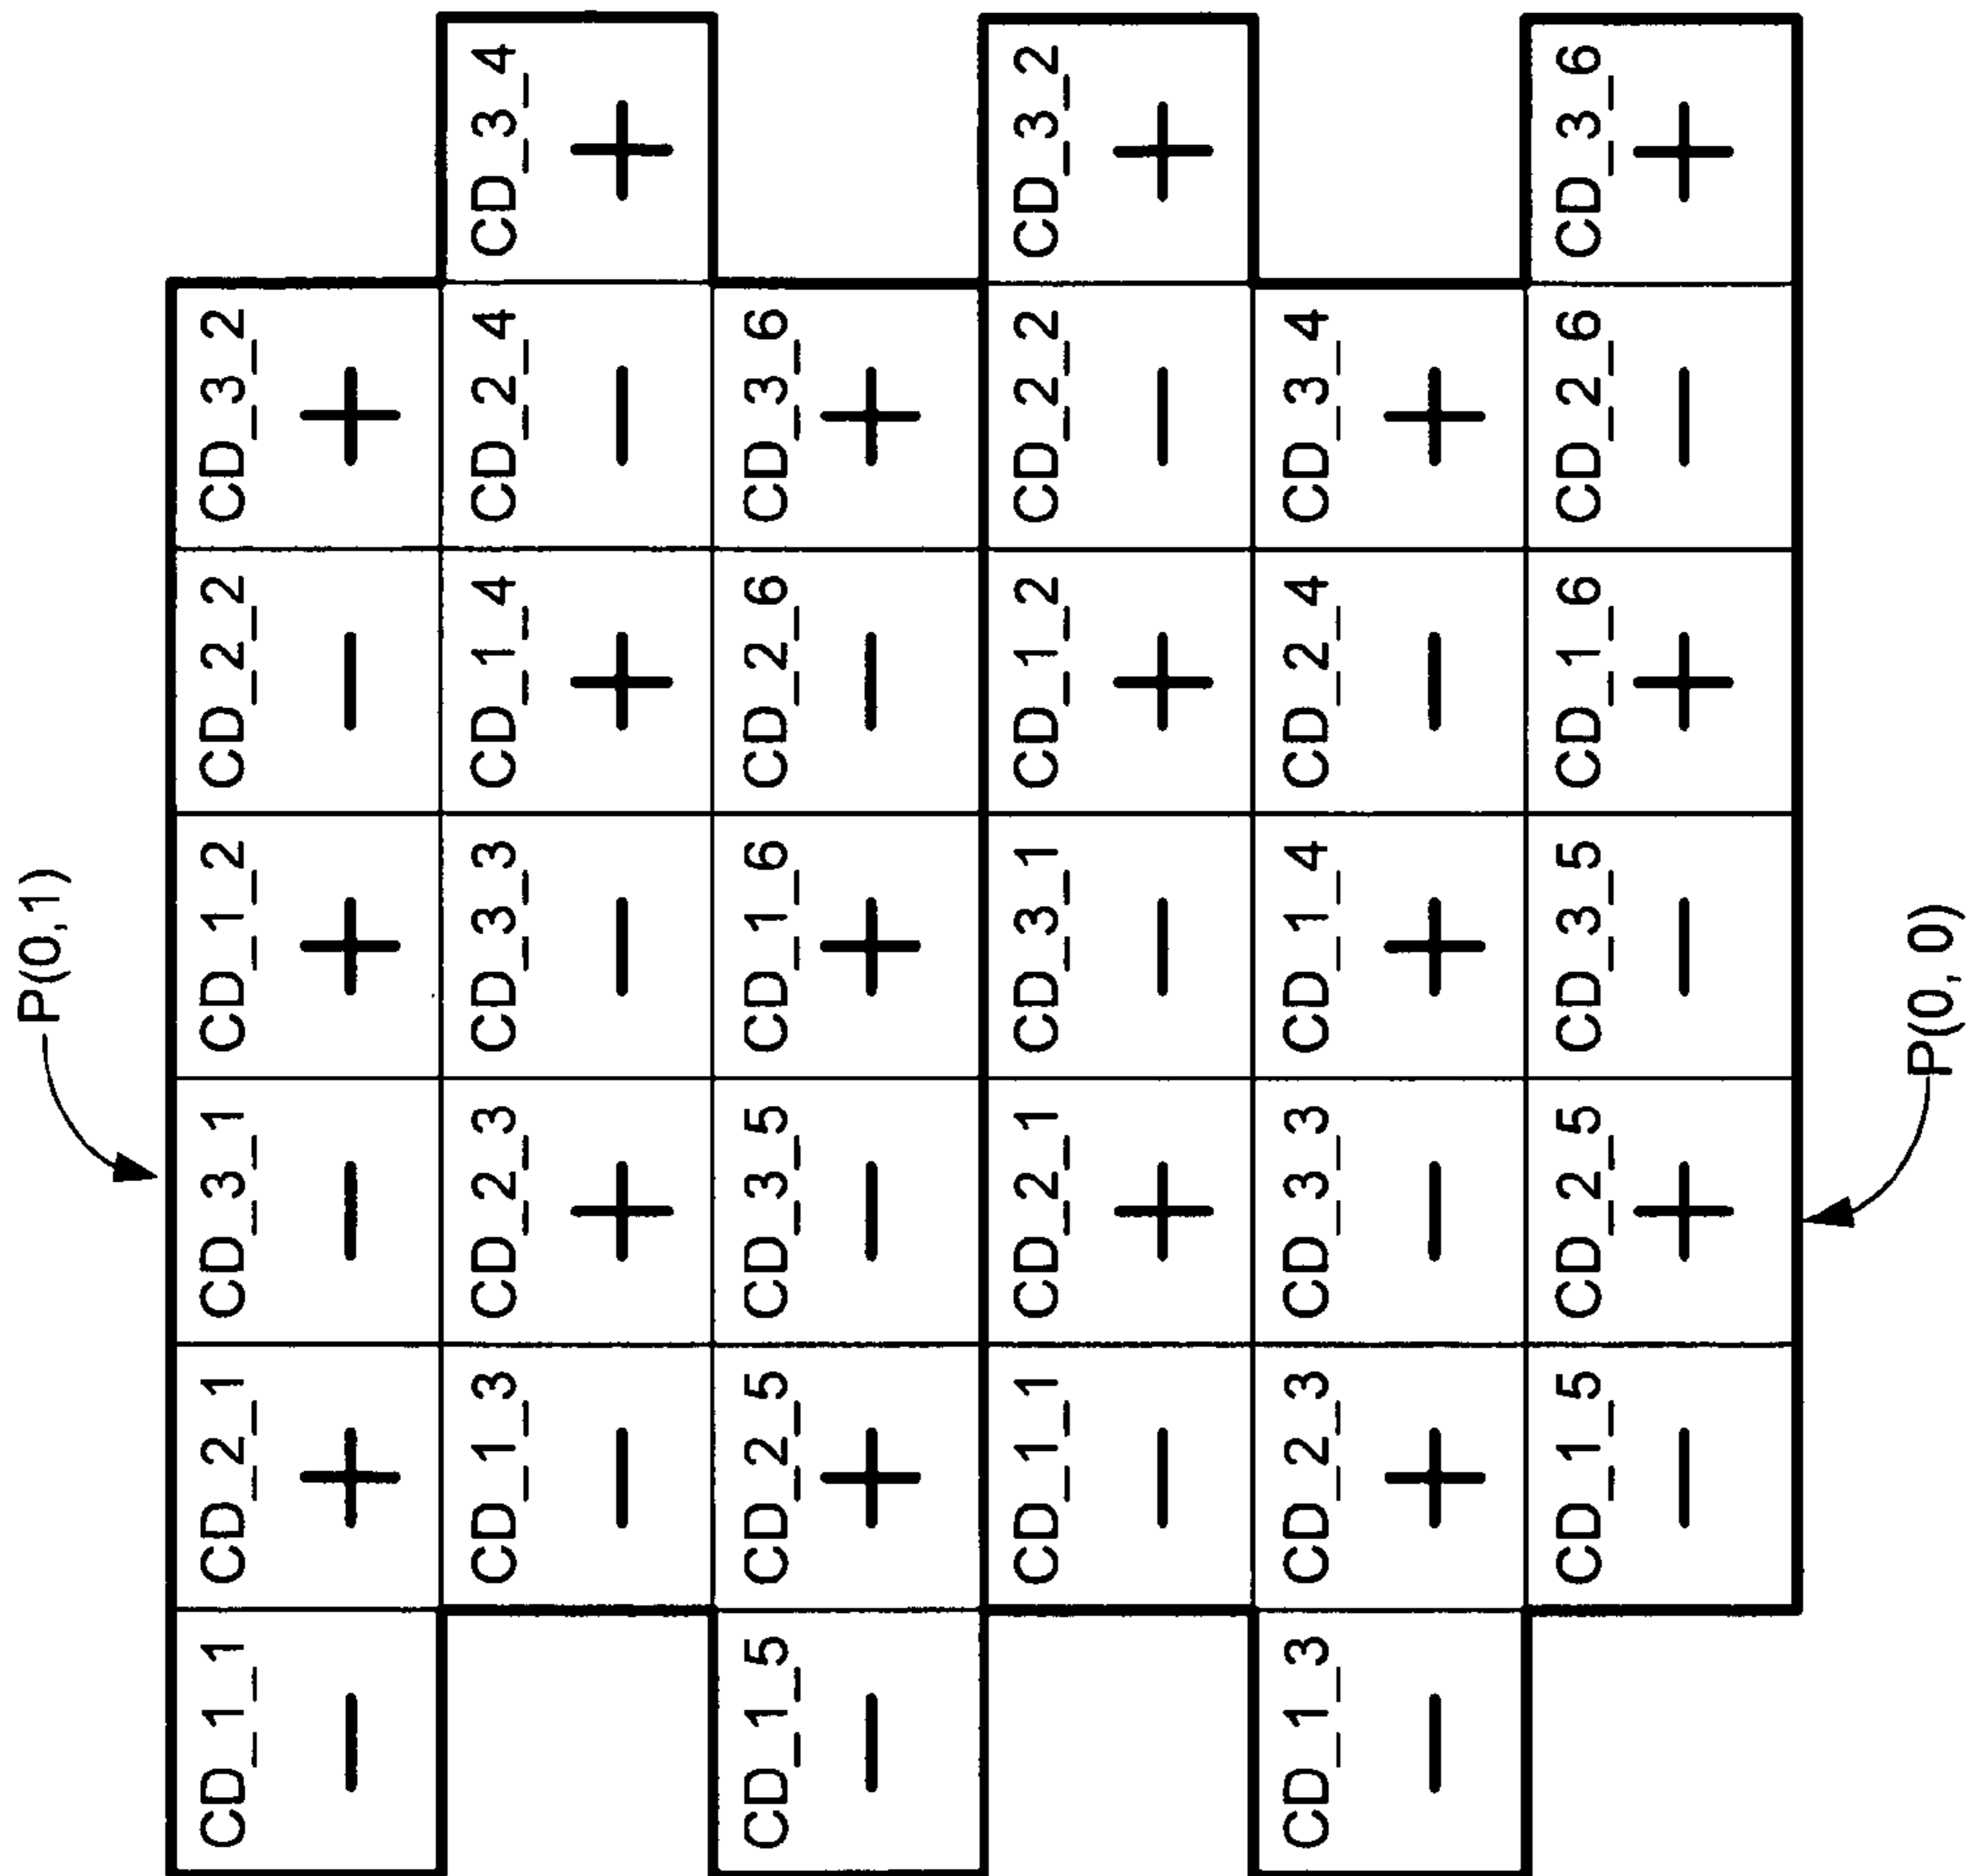 P(0,1)
CD_1_1 CD_2_1 CD_3_1 CD_1_2 CD_2_2 CD_3_2
− + − + − +
CD_1_3 CD_2_3 CD_3_3 CD_1_4 CD_2_4 CD_3_4
− + − + − +
CD_1_5 CD_2_5 CD_3_5 CD_1_6 CD_2_6 CD_3_6
− + − + − +
CD_1_1 CD_2_1 CD_3_1 CD_1_2 CD_2_2 CD_3_2
− + − + − +
CD_1_3 CD_2_3 CD_3_3 CD_1_4 CD_2_4 CD_3_4
− + − + − +
CD_1_5 CD_2_5 CD_3_5 CD_1_6 CD_2_6 CD_3_6
− + − + − +
P(0, 0)